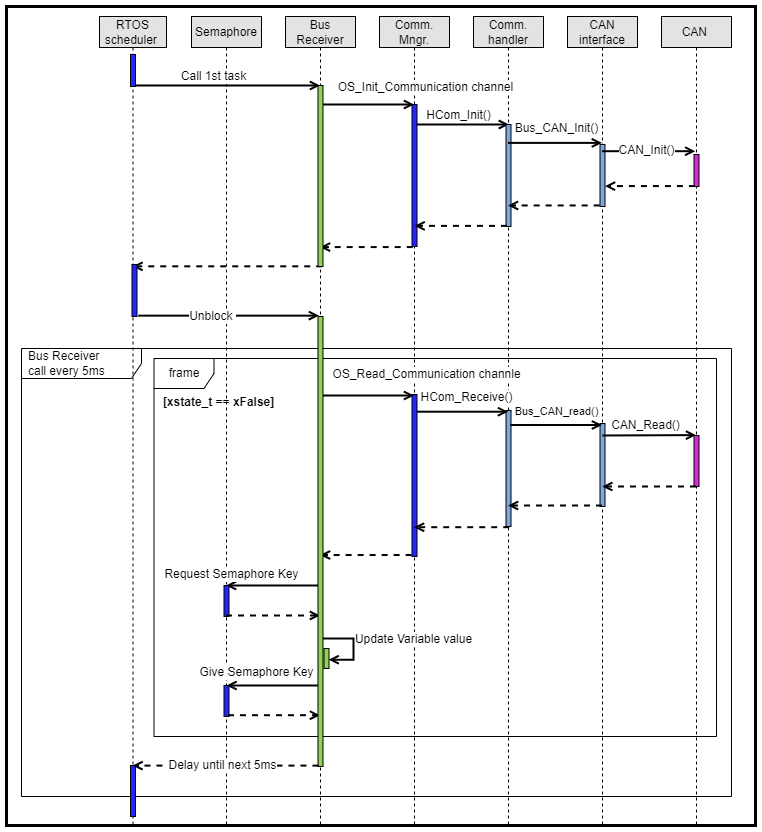 RTOS
scheduler
Semaphore
Bus
Receiver
Comm.
Mngr.
Comm.
handler
CAN
interface
CAN
Call 1st task
OS_Init_Communication channel
HCom_Init()
Bus_CAN_Init()
CAN_Init()
Unblock
Bus Receiver
call every 5ms
frame
[xstate_t == xFalse]
OS_Read_Communication channle
HCom_Receive()
Bus_CAN_read()
CAN_Read()
Request Semaphore Key
Update Variable value
Give Semaphore Key
Delay until next 5ms